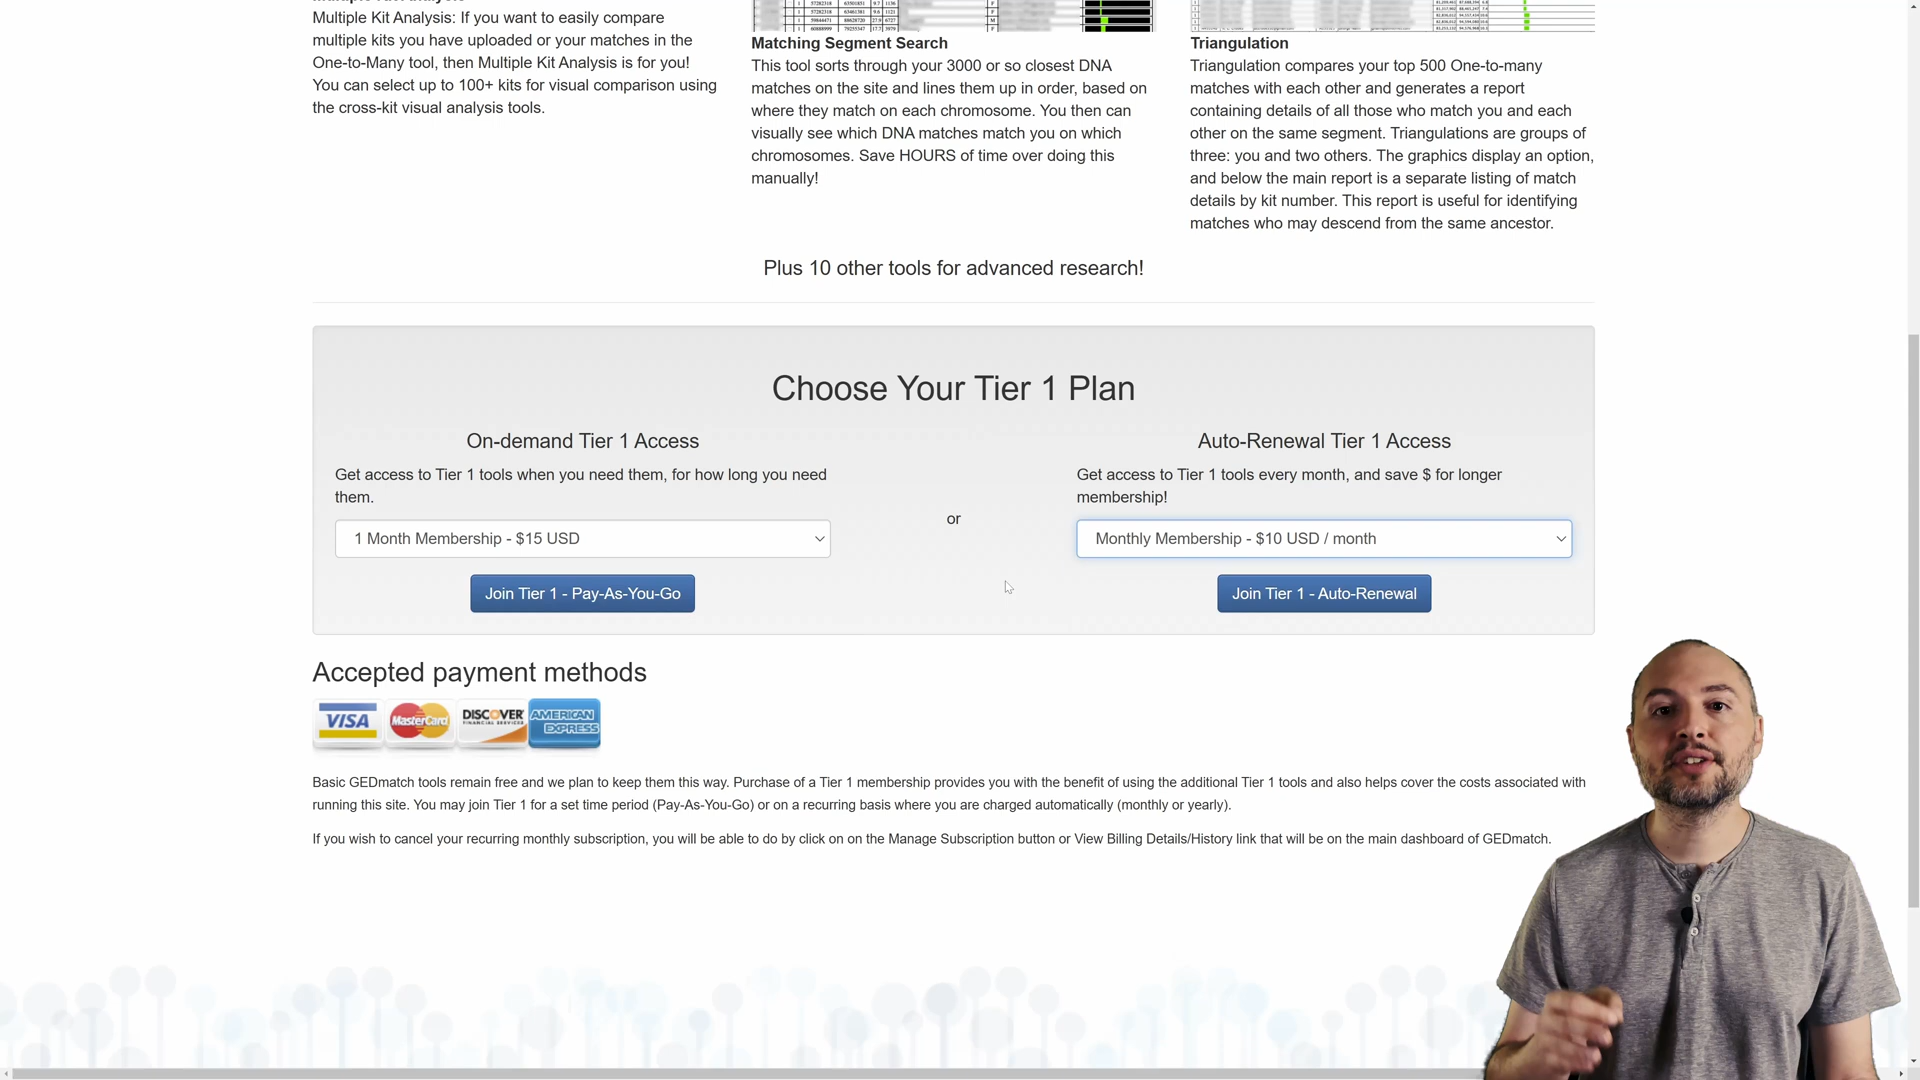 Multiple Kit Analysis: If you want to easily compare
multiple kits you have uploaded or your matches in the
One-to-Many tool, then Multiple Kit Analysis is for you!
You can select up to 100+ kits for visual comparison using
the cross-kit visual analysis tools.
Matching Segment Search
This tool sorts through your 3000 or so closest DNA
matches on the site and lines them up in order, based on
where they match on each chromosome. You then can
visually see which DNA matches match you on which
chromosomes. Save HOURS of time over doing this
manually!
Triangulation
Triangulation compares your top 500 One-to-many
matches with each other and generates a report
containing details of all those who match you and each
other on the same segment. Triangulations are groups of
three: you and two others. The graphics display an option,
and below the main report is a separate listing of match
details by kit number. This report is useful for identifying
matches who may descend from the same ancestor.
Plus 10 other tools for advanced research!
Choose Your Tier 1 Plan
On-demand Tier 1 Access
Get access to Tier 1 tools when you need them, for how long you need
them.
1 Month Membership - $15 USD
Join Tier 1 - Pay-As-You-Go
or
Auto-Renewal Tier 1 Access
Get access to Tier 1 tools every month, and save $ for longer
membership!
Monthly Membership - $10 USD / month
Join Tier 1 - Auto-Renewal
Accepted payment methods
VISA
MasterCard
DISCOVER
FINANCIAL SERVICES
AMERICAN
EXPRESS
Basic GEDmatch tools remain free and we plan to keep them this way. Purchase of a Tier 1 membership provides you with the benefit of using the additional Tier 1 tools and also helps cover the costs associated with
running this site. You may join Tier 1 for a set time period (Pay-As-You-Go) or on a recurring basis where you are charged automatically (monthly or yearly).
If you wish to cancel your recurring monthly subscription, you will be able to do by click on on the Manage Subscription button or View Billing Details/History link that will be on the main dashboard of GEDmatch.